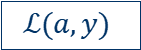 ℒ(a, y)